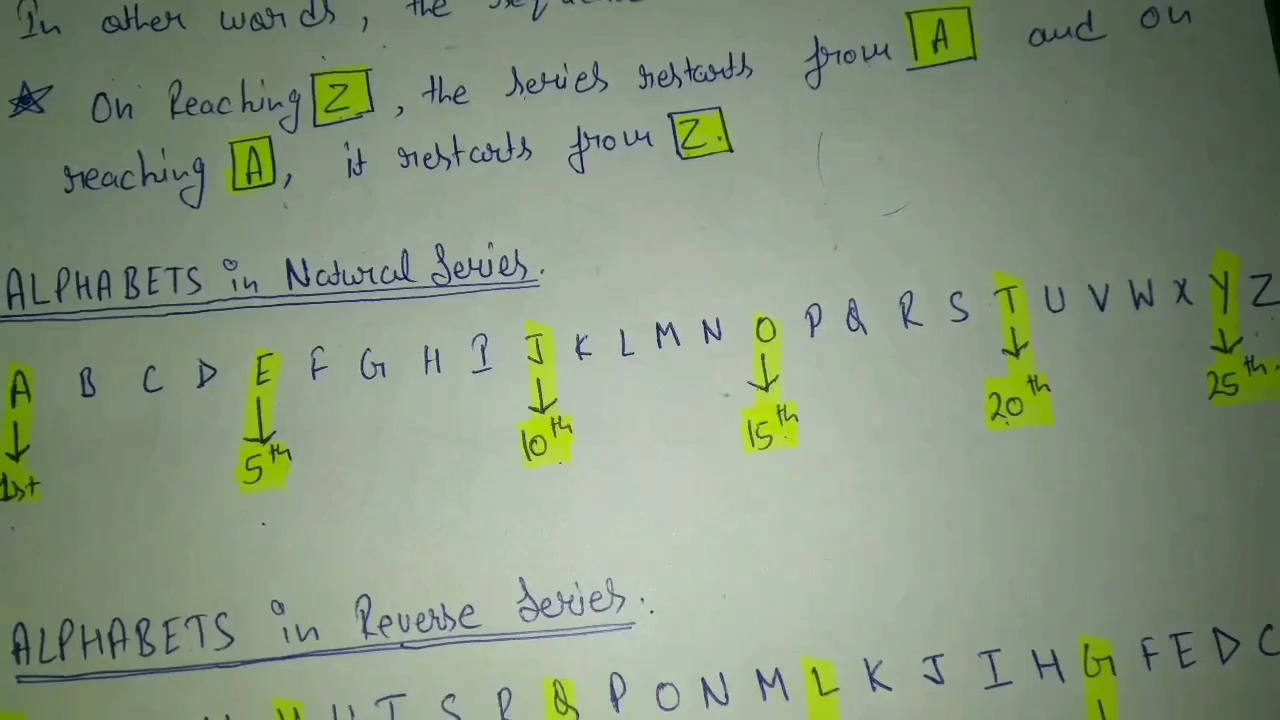 In other words, the
☆ On Reaching Z, the series restarts from A and on
reaching A, it restarts from Z.
ALPHABETS in Natural Series.
A B C D E F G H I J K L M N O P Q R S T U V W X Y Z
1st 5th 10th 15th 20th 25th
ALPHABETS in Reverse Series.
U T S R Q P O N M L K J I H G F E D C